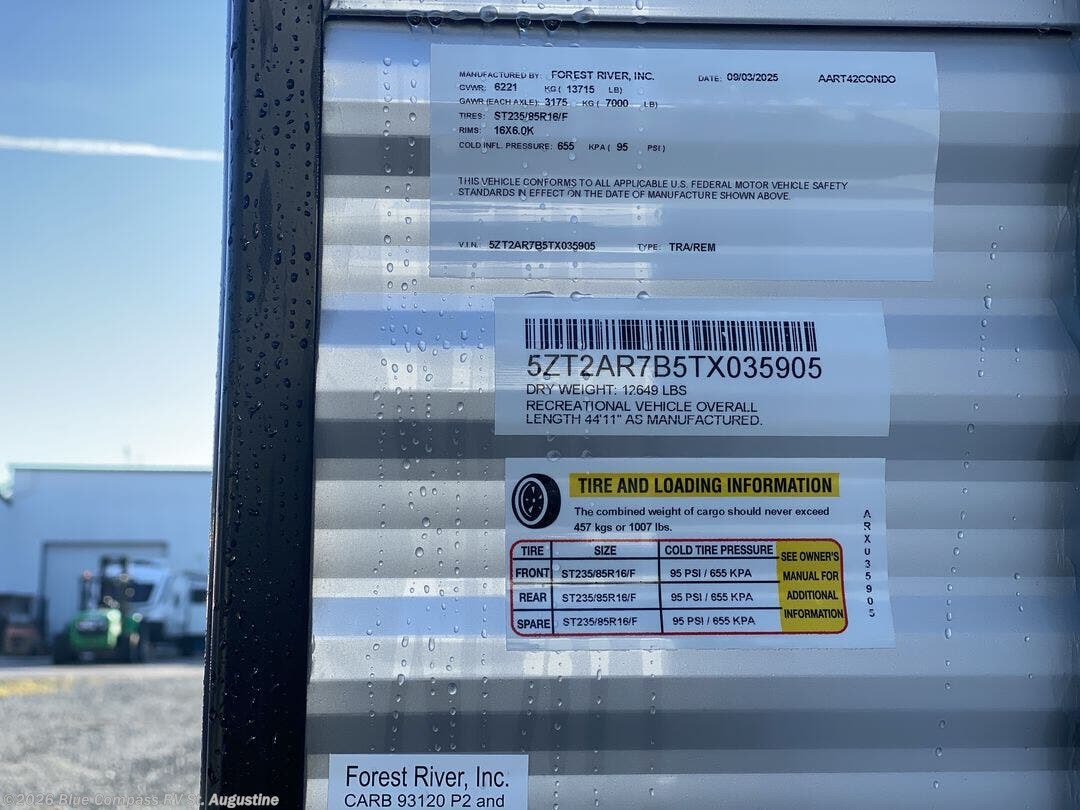 MANUFACTURED BY: FOREST RIVER, INC. DATE: 09/03/2025 AART42CONDO
GVWR: 6221 KG ( 13715 LB)
GAWR (EACH AXLE): 3175 KG ( 7000 LB)
TIRES: ST235/85R16/F
RIMS: 16X6.0K
COLD INFL. PRESSURE: 655 KPA ( 95 PSI )
THIS VEHICLE CONFORMS TO ALL APPLICABLE U.S. FEDERAL MOTOR VEHICLE SAFETY
STANDARDS IN EFFECT ON THE DATE OF MANUFACTURE SHOWN ABOVE.
V.I.N. 5ZT2AR7B5TX035905 TYPE: TRA/REM
5ZT2AR7B5TX035905
DRY WEIGHT: 12649 LBS
RECREATIONAL VEHICLE OVERALL
LENGTH 44'11" AS MANUFACTURED.
TIRE AND LOADING INFORMATION
The combined weight of cargo should never exceed
457 kgs or 1007 lbs.
TIRE SIZE COLD TIRE PRESSURE
FRONT ST235/85R16/F 95 PSI / 655 KPA
REAR ST235/85R16/F 95 PSI / 655 KPA
SPARE ST235/85R16/F 95 PSI / 655 KPA
SEE OWNER'S
MANUAL FOR
ADDITIONAL
INFORMATION
ARX035905
Forest River, Inc.
CARB 93120 P2 and
©2026 Blue Compass RV St. Augustine